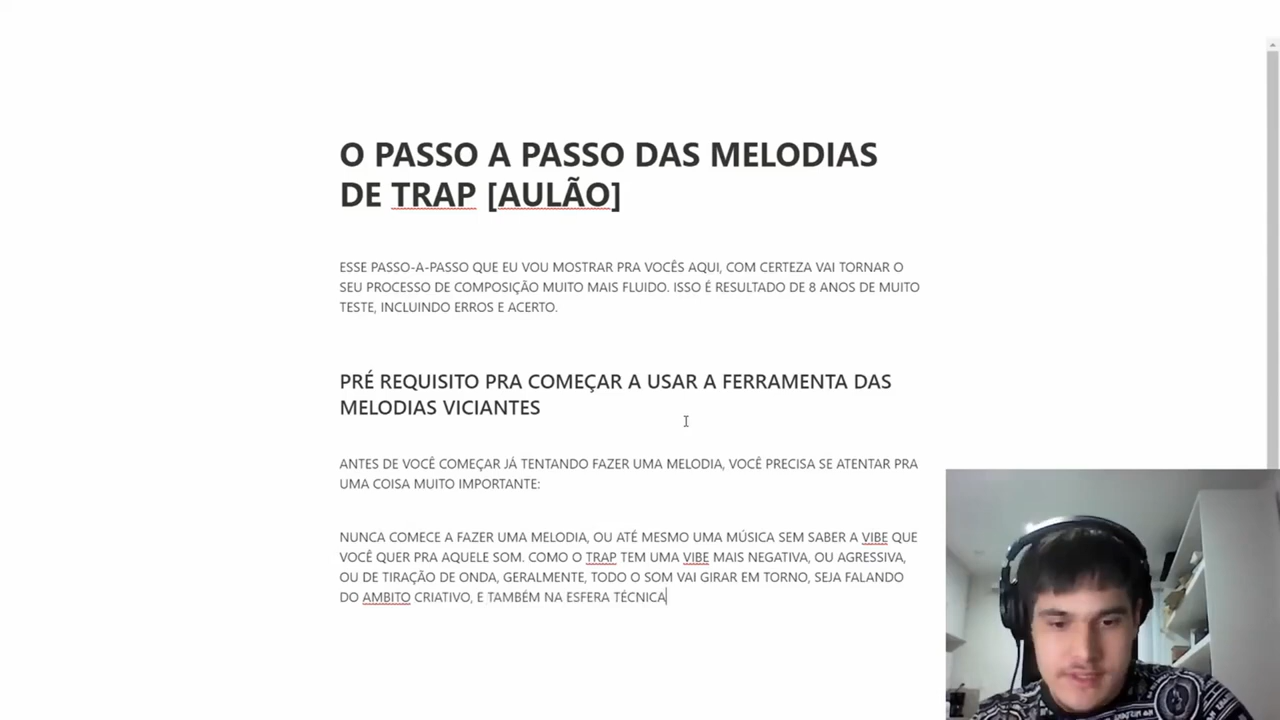 O PASSO A PASSO DAS MELODIAS
DE TRAP [AULÃO]
ESSE PASSO-A-PASSO QUE EU VOU MOSTRAR PRA VOCÊS AQUI, COM CERTEZA VAI TORNAR O
SEU PROCESSO DE COMPOSIÇÃO MUITO MAIS FLUIDO. ISSO É RESULTADO DE 8 ANOS DE MUITO
TESTE, INCLUINDO ERROS E ACERTO.
PRÉ REQUISITO PRA COMEÇAR A USAR A FERRAMENTA DAS
MELODIAS VICIANTES
ANTES DE VOCÊ COMEÇAR JÁ TENTANDO FAZER UMA MELODIA, VOCÊ PRECISA SE ATENTAR PRA
UMA COISA MUITO IMPORTANTE:
NUNCA COMECE A FAZER UMA MELODIA, OU ATÉ MESMO UMA MÚSICA SEM SABER A VIBE QUE
VOCÊ QUER PRA AQUELE SOM. COMO O TRAP TEM UMA VIBE MAIS NEGATIVA, OU AGRESSIVA,
OU DE TIRAÇÃO DE ONDA, GERALMENTE, TODO O SOM VAI GIRAR EM TORNO, SEJA FALANDO
DO AMBITO CRIATIVO, E TAMBÉM NA ESFERA TÉCNICA